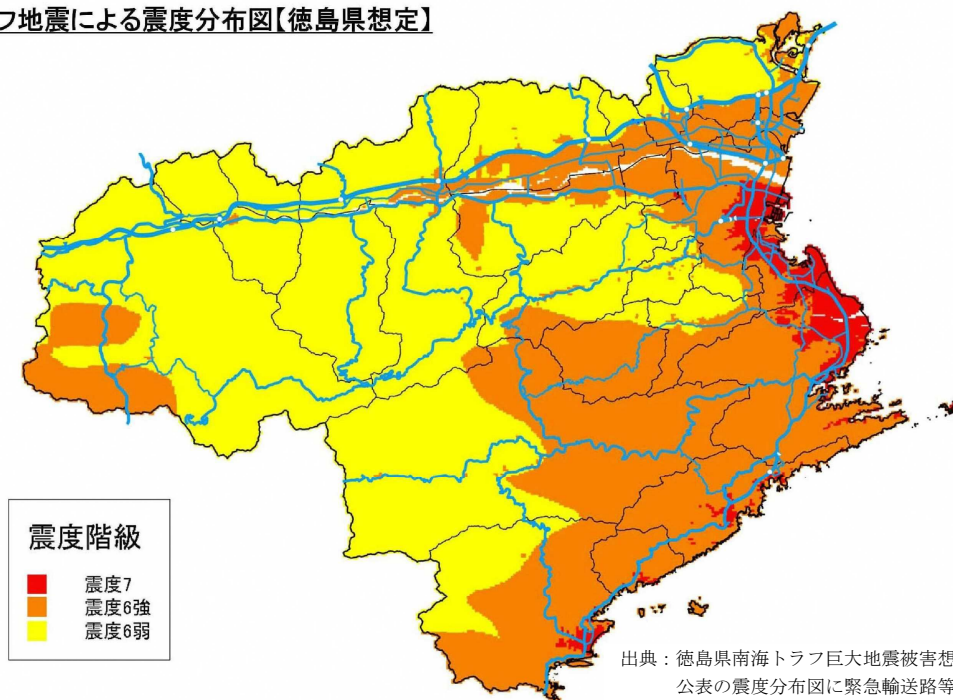 フ地震による震度分布図【徳島県想定】
震度階級
震度7
震度6強
震度6弱
出典：徳島県南海トラフ巨大地震被害想
公表の震度分布図に緊急輸送路等